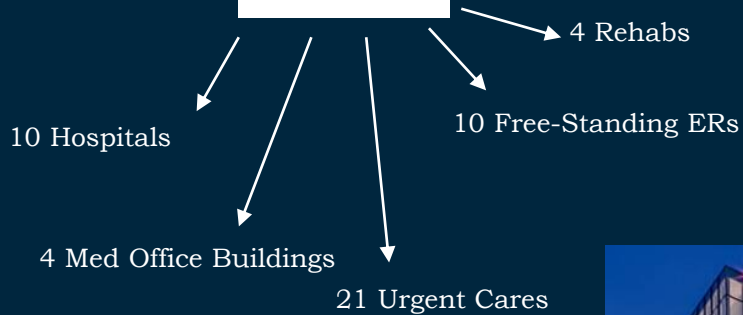 4 Rehabs
10 Free-Standing ERs
10 Hospitals
4 Med Office Buildings
21 Urgent Cares